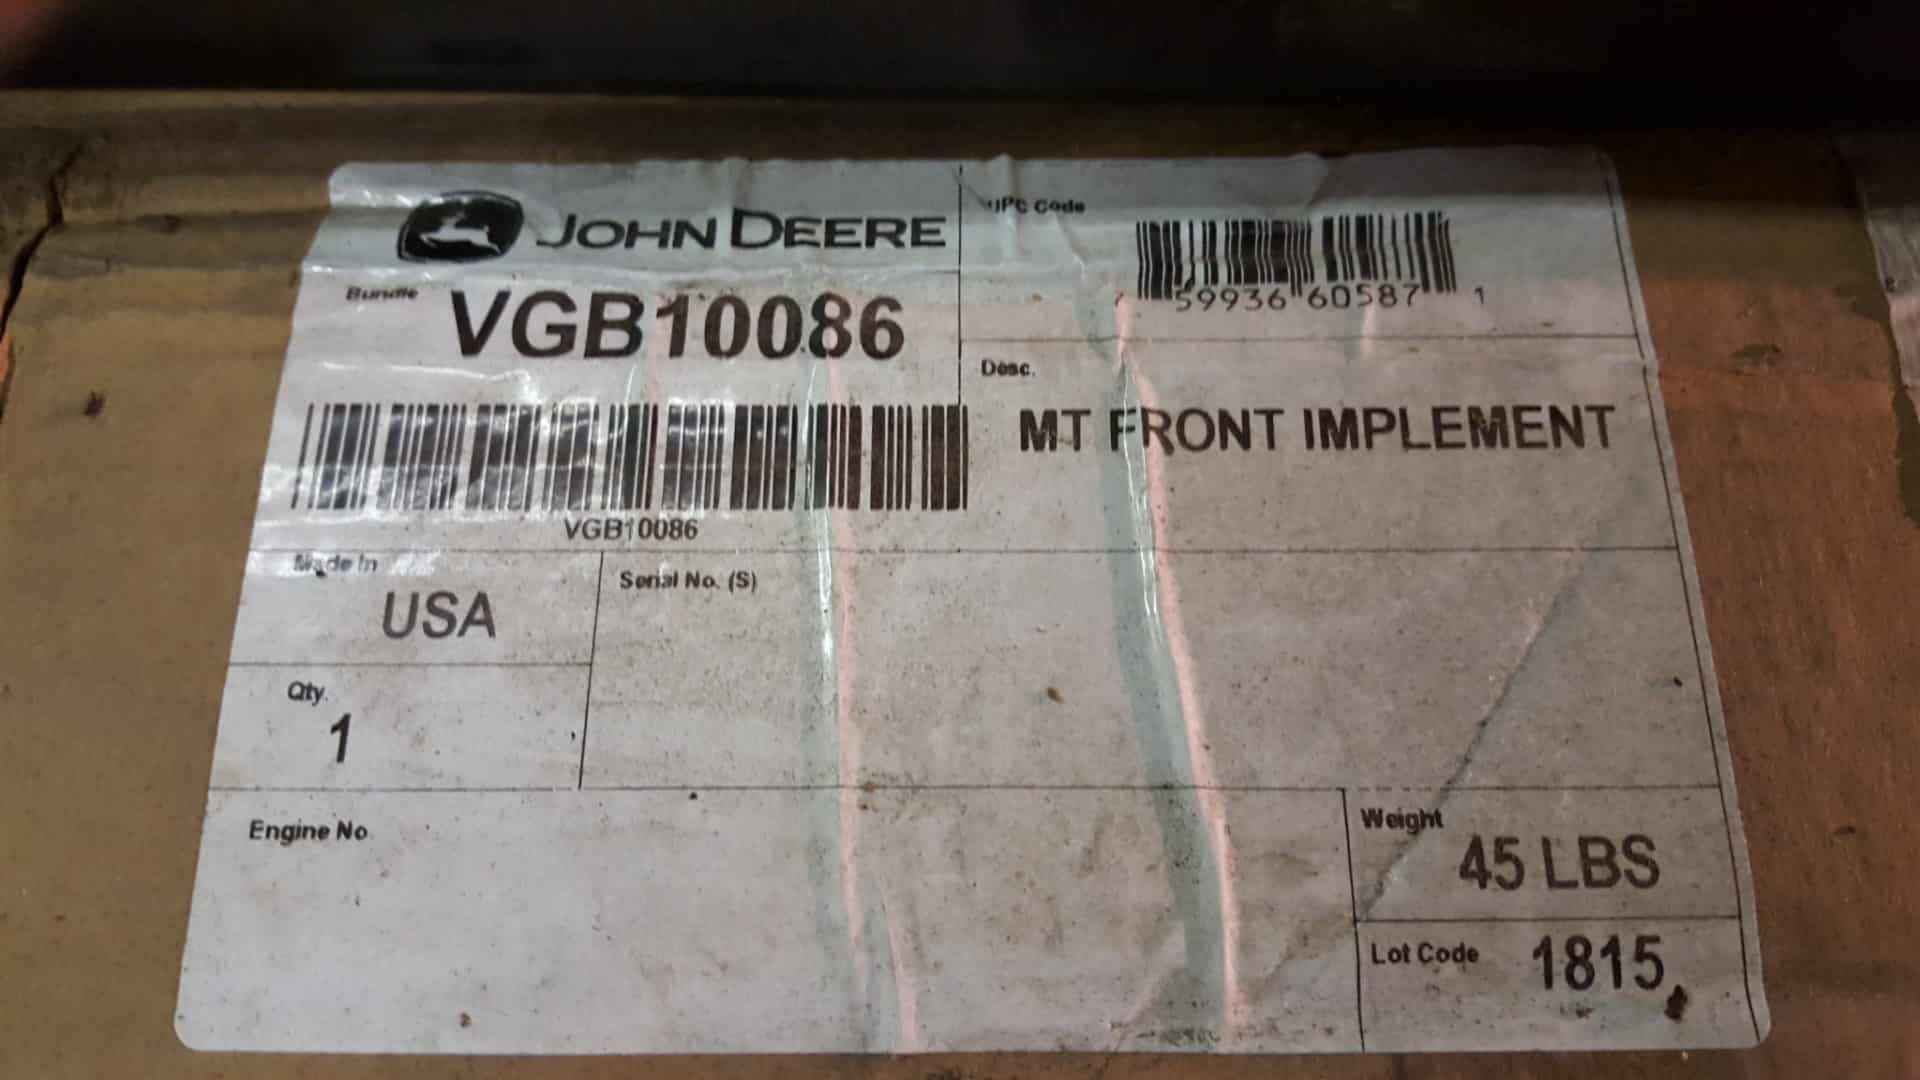 JOHN DEERE
UPC Code
7 59936 60587 1
Bundle
VGB10086
VGB10086
Desc.
MT FRONT IMPLEMENT
Made In
USA
Serial No. (S)
Qty.
1
Engine No.
Weight
45 LBS
Lot Code
1815